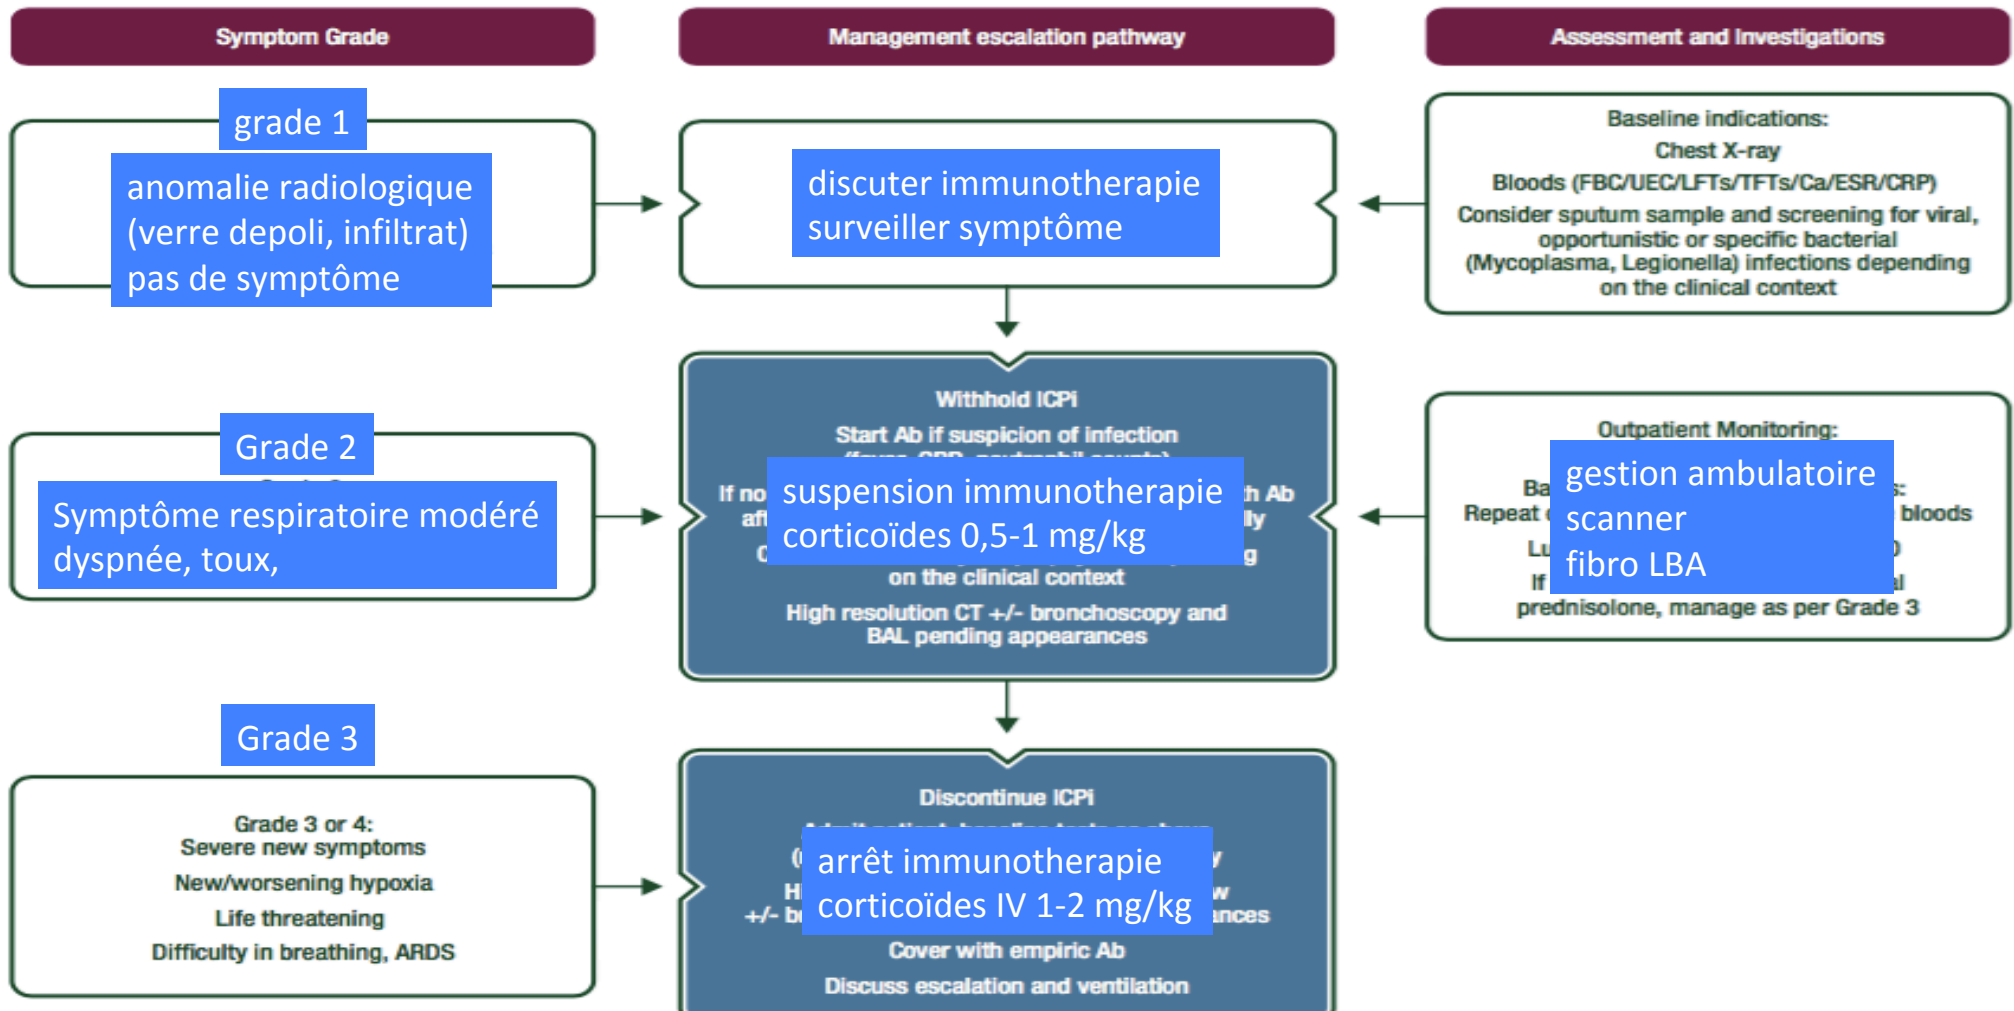 Symptom Grade
Management escalation pathway
Assessment and Investigations
grade 1
anomalie radiologique
(verre depoli, infiltrat)
pas de symptôme
discuter immunotherapie
surveiller symptôme
Baseline indications:
Chest X-ray
Bloods (FBC/UEC/LFTs/TFTs/Ca/ESR/CRP)
Consider sputum sample and screening for viral,
opportunistic or specific bacterial
(Mycoplasma, Legionella) infections depending
on the clinical context
Grade 2
Symptôme respiratoire modéré
dyspnée, toux,
Withhold ICPi
Start Ab if suspicion of infection
If no
Ab
suspension immunotherapie
corticoïdes 0,5-1 mg/kg
on the clinical context
High resolution CT +/- bronchoscopy and
BAL pending appearances
Outpatient Monitoring:
Repeat
bloods
If
gestion ambulatoire
scanner
fibro LBA
prednisolone, manage as per Grade 3
Grade 3
Grade 3 or 4:
Severe new symptoms
New/worsening hypoxia
Life threatening
Difficulty in breathing, ARDS
Discontinue ICPi
arrêt immunotherapie
corticoïdes IV 1-2 mg/kg
+/-
Cover with empiric Ab
Discuss escalation and ventilation